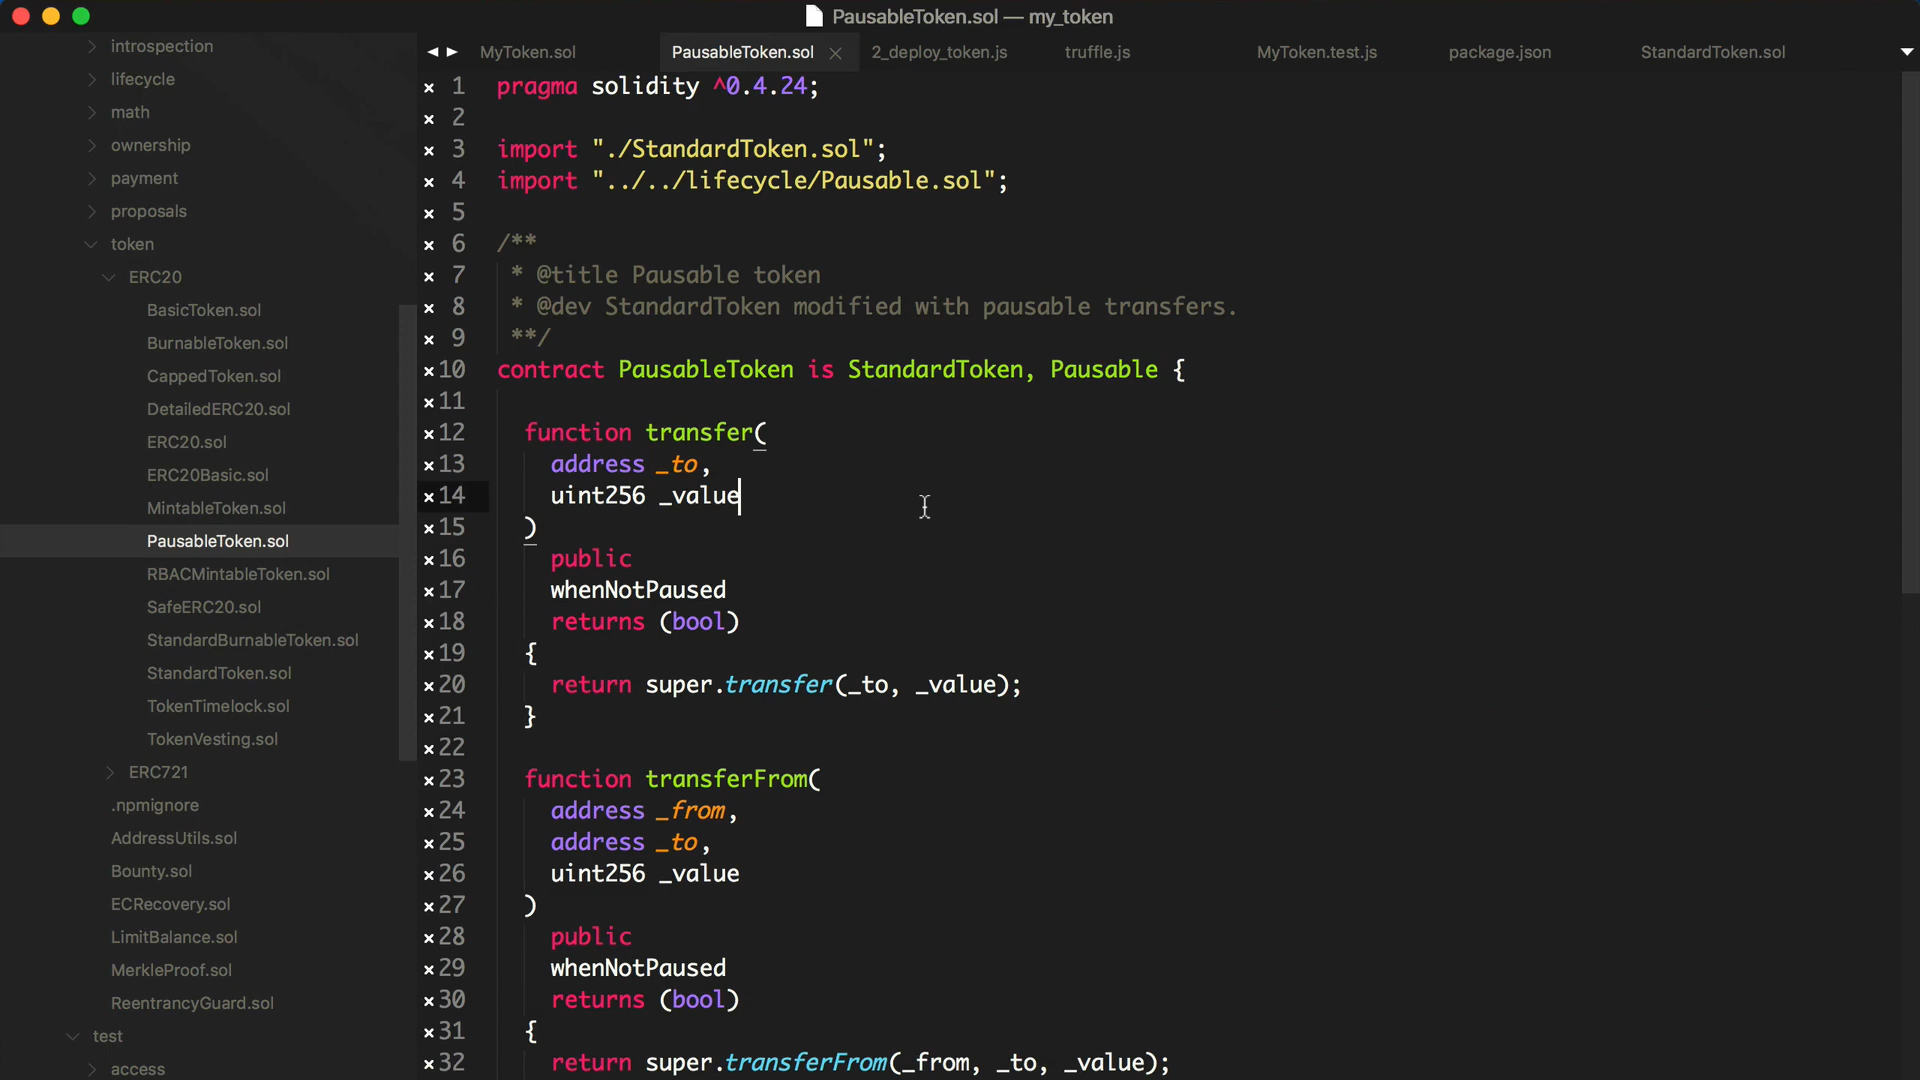 PausableToken.sol — my_token
introspection
lifecycle
math
ownership
payment
proposals
token
ERC20
BasicToken.sol
BurnableToken.sol
CappedToken.sol
DetailedERC20.sol
ERC20.sol
ERC20Basic.sol
MintableToken.sol
PausableToken.sol
RBACMintableToken.sol
SafeERC20.sol
StandardBurnableToken.sol
StandardToken.sol
TokenTimelock.sol
TokenVesting.sol
ERC721
.npmignore
AddressUtils.sol
Bounty.sol
ECRecovery.sol
LimitBalance.sol
MerkleProof.sol
ReentrancyGuard.sol
test
access
MyToken.sol PausableToken.sol 2_deploy_token.js truffle.js MyToken.test.js package.json StandardToken.sol
1 pragma solidity ^0.4.24;
2
3 import "./StandardToken.sol";
4 import "../../lifecycle/Pausable.sol";
5
6 /**
7 * @title Pausable token
8 * @dev StandardToken modified with pausable transfers.
9 **/
10 contract PausableToken is StandardToken, Pausable {
11
12 function transfer(
13 address _to,
14 uint256 _value
15 )
16 public
17 whenNotPaused
18 returns (bool)
19 {
20 return super.transfer(_to, _value);
21 }
22
23 function transferFrom(
24 address _from,
25 address _to,
26 uint256 _value
27 )
28 public
29 whenNotPaused
30 returns (bool)
31 {
32 return super.transferFrom(_from, _to, _value);